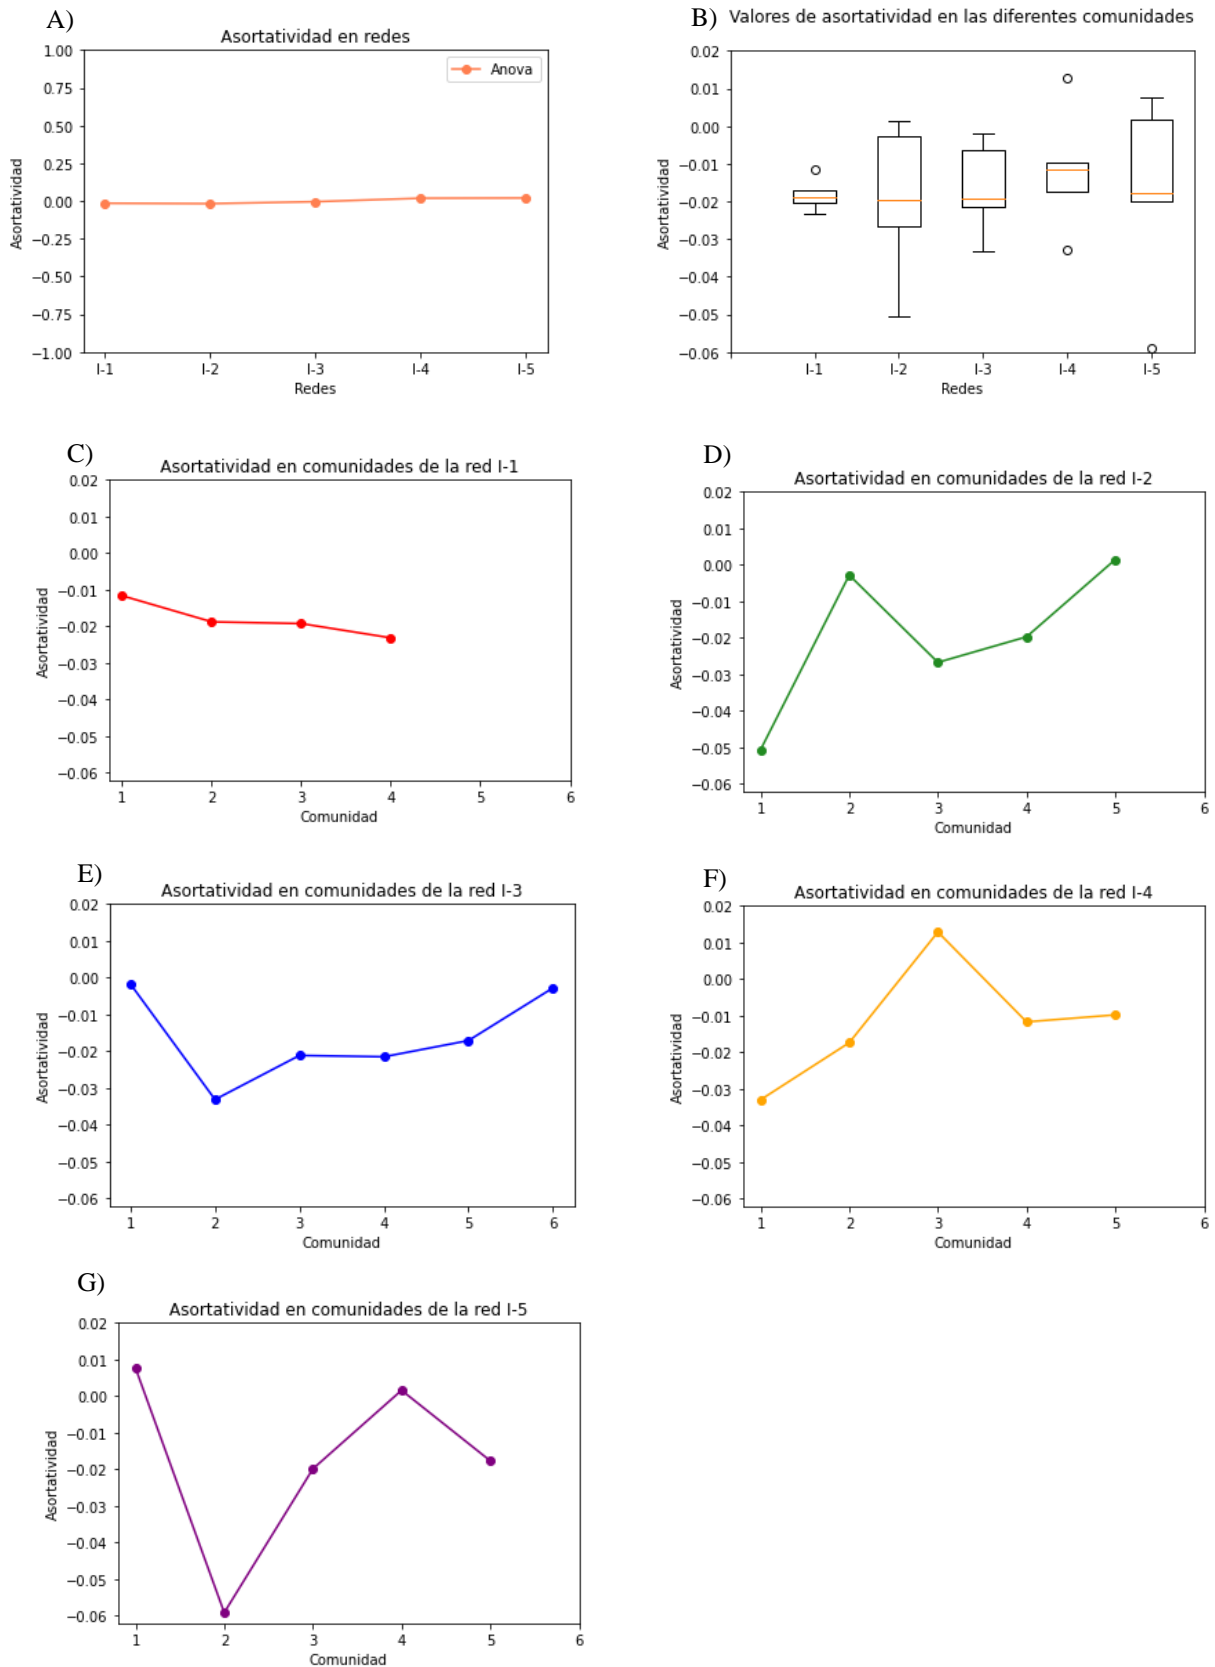 A)
Asortatividad en redes
1.00
0.75
0.50
0.25
0.00
−0.25
−0.50
−0.75
−1.00
Asortatividad
Anova
I-1 I-2 I-3 I-4 I-5
Redes
B)
Valores de asortatividad en las diferentes comunidades
0.02
0.01
0.00
−0.01
−0.02
−0.03
−0.04
−0.05
−0.06
Asortatividad
I-1 I-2 I-3 I-4 I-5
Redes
C)
Asortatividad en comunidades de la red I-1
0.02
0.01
0.00
−0.01
−0.02
−0.03
−0.04
−0.05
−0.06
Asortatividad
1 2 3 4 5 6
Comunidad
D)
Asortatividad en comunidades de la red I-2
0.02
0.01
0.00
−0.01
−0.02
−0.03
−0.04
−0.05
−0.06
Asortatividad
1 2 3 4 5 6
Comunidad
E)
Asortatividad en comunidades de la red I-3
0.02
0.01
0.00
−0.01
−0.02
−0.03
−0.04
−0.05
−0.06
Asortatividad
1 2 3 4 5 6
Comunidad
F)
Asortatividad en comunidades de la red I-4
0.02
0.01
0.00
−0.01
−0.02
−0.03
−0.04
−0.05
−0.06
Asortatividad
1 2 3 4 5 6
Comunidad
G)
Asortatividad en comunidades de la red I-5
0.02
0.01
0.00
−0.01
−0.02
−0.03
−0.04
−0.05
−0.06
Asortatividad
1 2 3 4 5 6
Comunidad